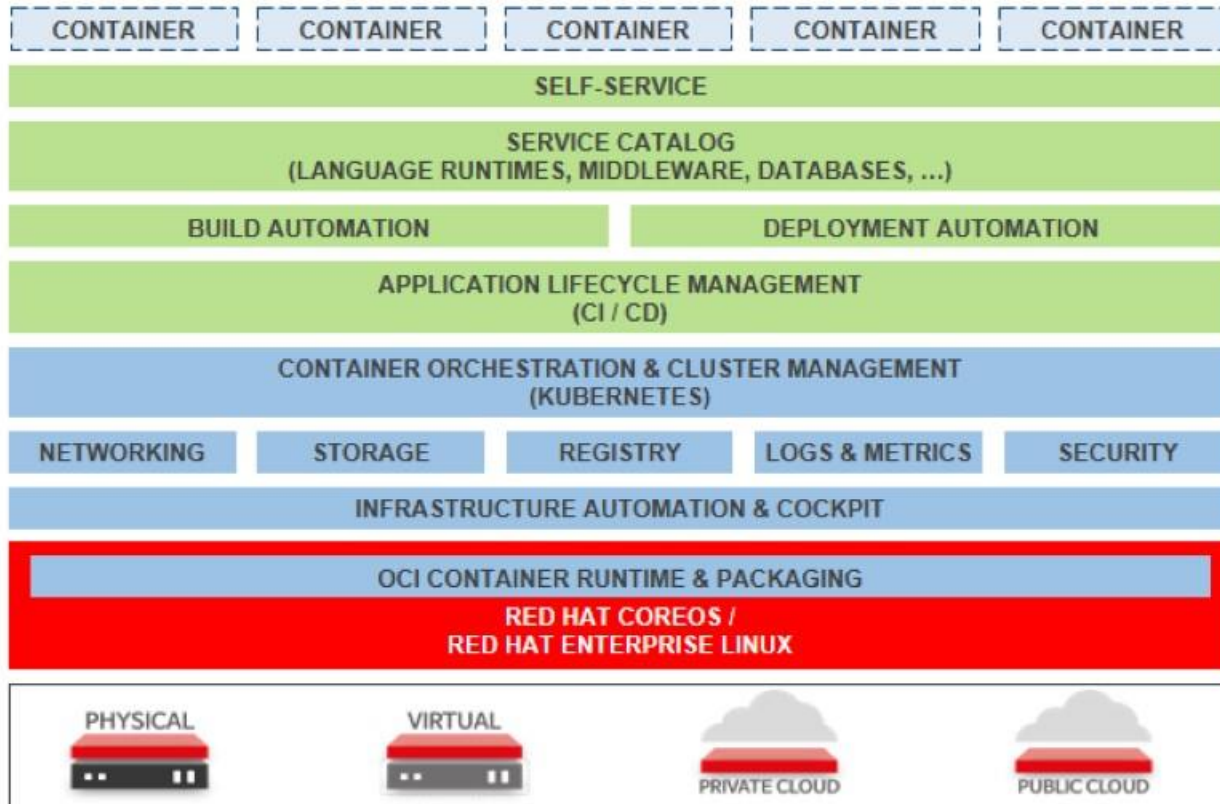 CONTAINER CONTAINER CONTAINER CONTAINER CONTAINER
SELF-SERVICE
SERVICE CATALOG
(LANGUAGE RUNTIMES, MIDDLEWARE, DATABASES, ...)
BUILD AUTOMATION DEPLOYMENT AUTOMATION
APPLICATION LIFECYCLE MANAGEMENT
(CI / CD)
CONTAINER ORCHESTRATION & CLUSTER MANAGEMENT
(KUBERNETES)
NETWORKING STORAGE REGISTRY LOGS & METRICS SECURITY
INFRASTRUCTURE AUTOMATION & COCKPIT
OCI CONTAINER RUNTIME & PACKAGING
RED HAT COREOS /
RED HAT ENTERPRISE LINUX
PHYSICAL VIRTUAL
PRIVATE CLOUD PUBLIC CLOUD